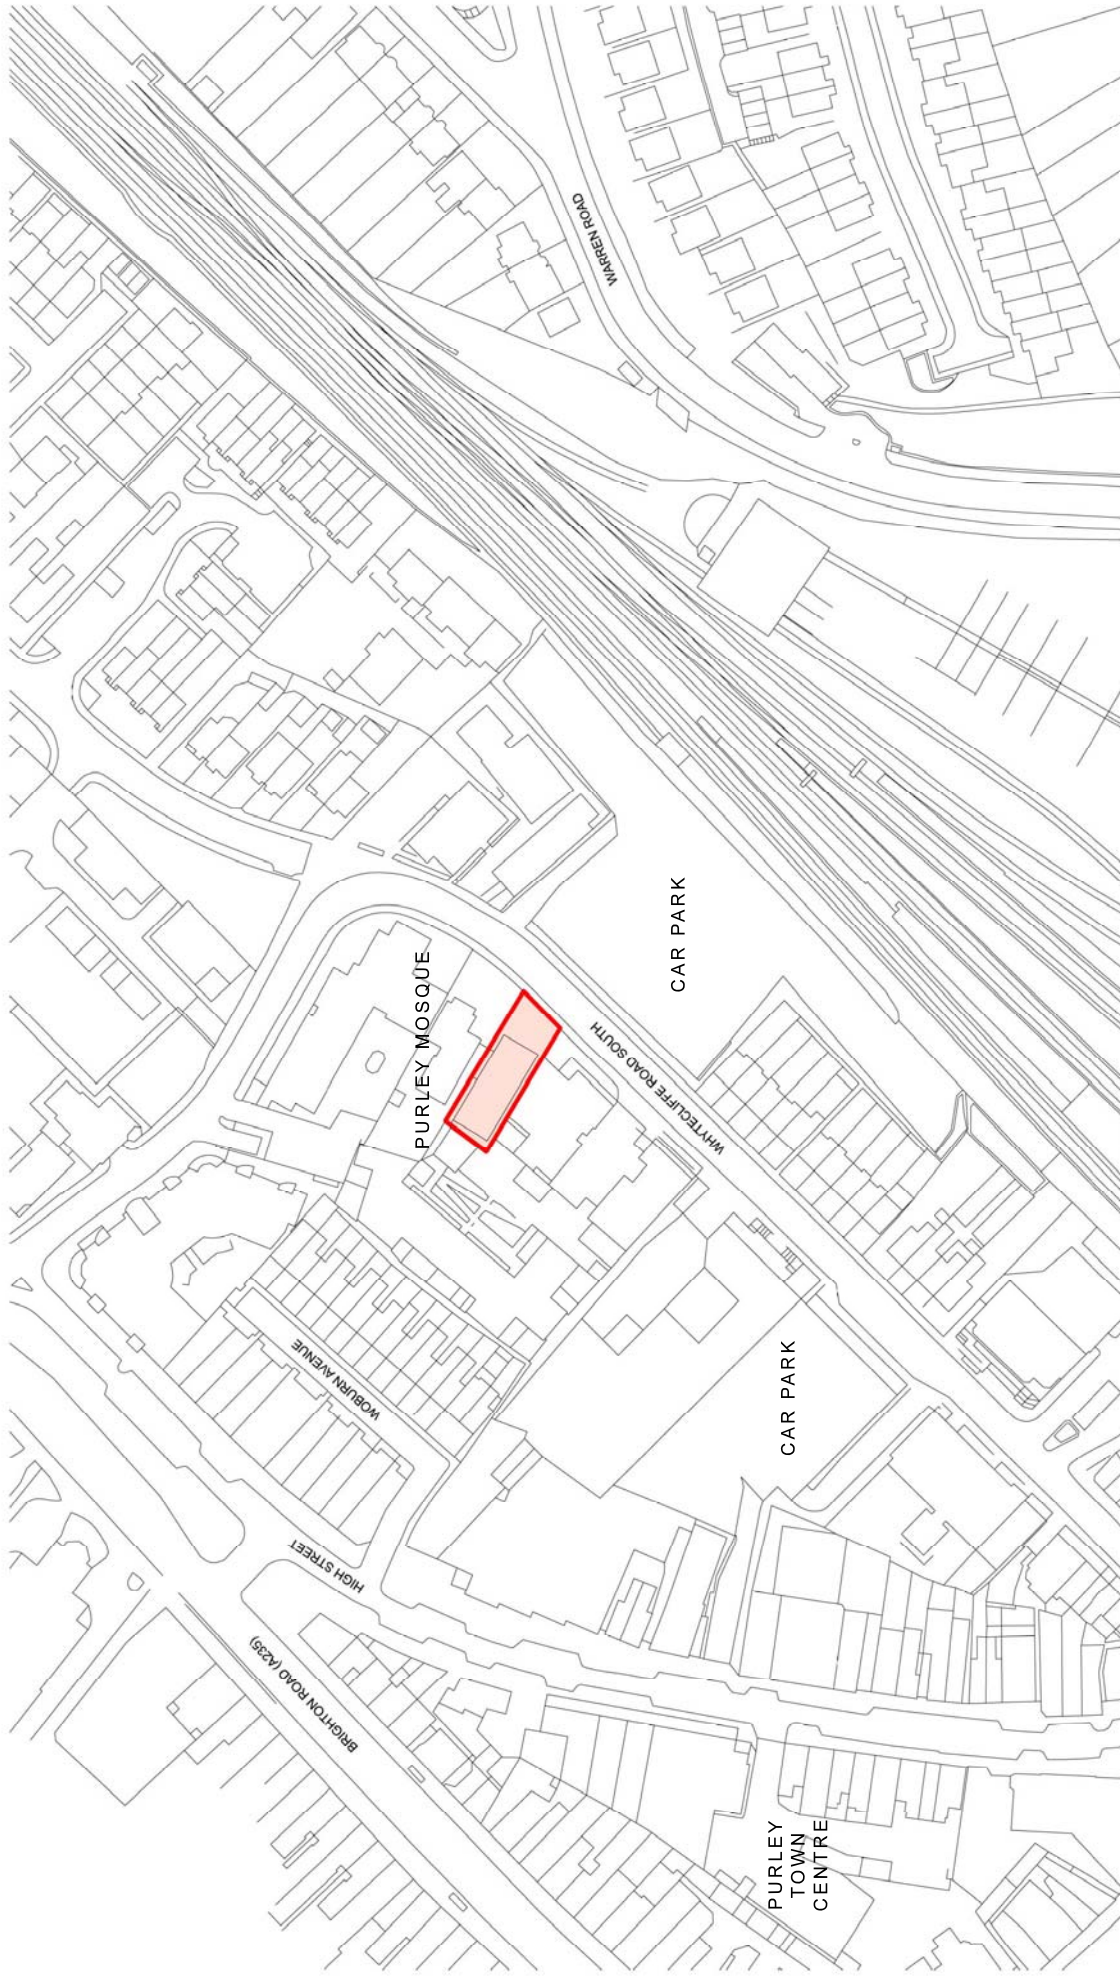 WARREN ROAD
CAR PARK
PURLEY MOSQUE
WHYTECLIFFE ROAD SOUTH
CAR PARK
WOBURN AVENUE
HIGH STREET
BRIGHTON ROAD (A235)
PURLEY
TOWN
CENTRE